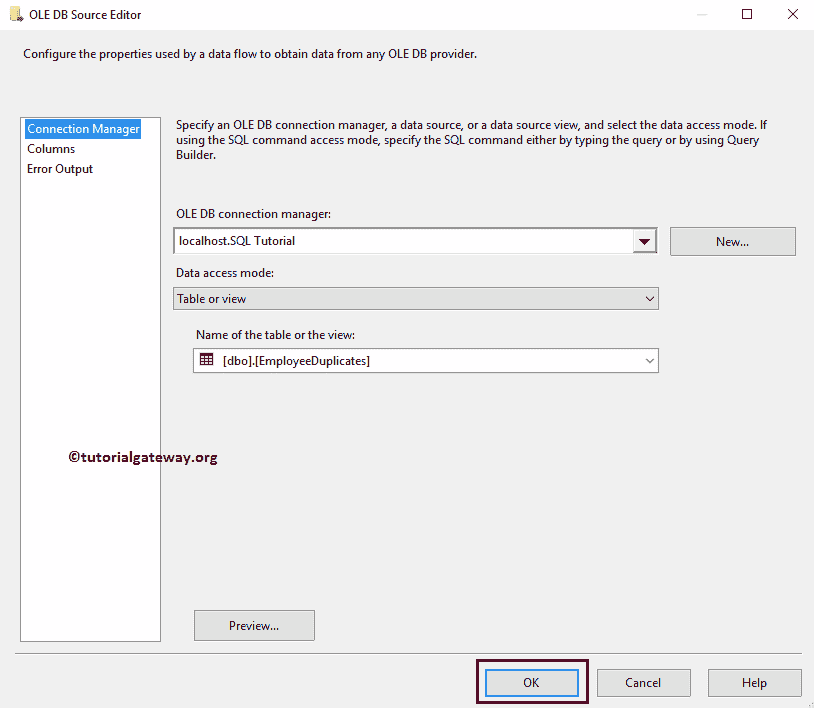 OLE DB Source Editor
Configure the properties used by a data flow to obtain data from any OLE DB provider.
Connection Manager
Columns
Error Output
Specify an OLE DB connection manager, a data source, or a data source view, and select the data access mode. If
using the SQL command access mode, specify the SQL command either by typing the query or by using Query
Builder.
OLE DB connection manager:
localhost.SQL Tutorial
New...
Data access mode:
Table or view
Name of the table or the view:
[dbo].[EmployeeDuplicates]
©tutorialgateway.org
Preview...
OK
Cancel
Help